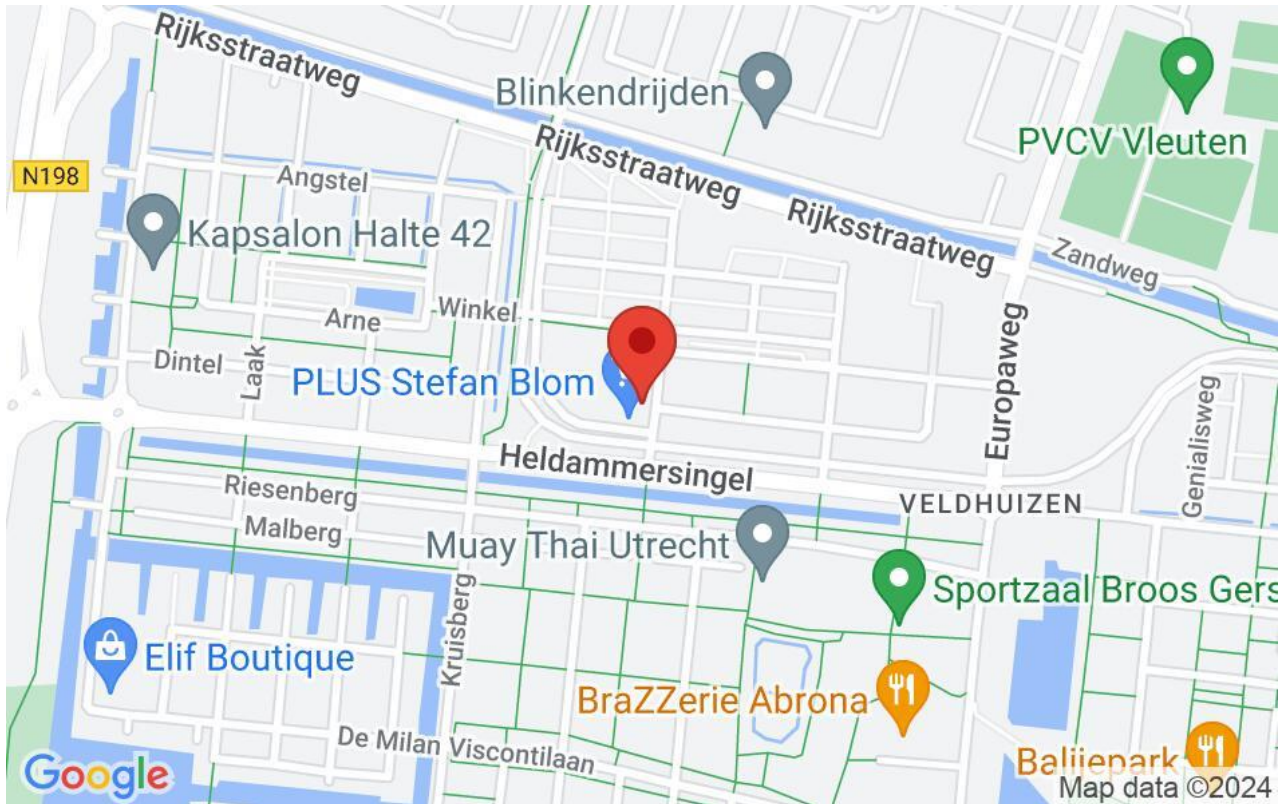 Rijksstraatweg
Blinkendrijden
PVCV Vleuten
Rijksstraatweg
N198
Angstel
Kapsalon Halte 42
Rijksstraatweg
Zandweg
Winkel
Arne
Dintel
Laak
PLUS Stefan Blom
Europaweg
Genialisweg
Heldammersingel
Riesenberg
VELDHUIZEN
Malberg
Muay Thai Utrecht
Kruisberg
Sportzaal Broos Gers
Elif Boutique
BraZZerie Abrona
De Milan Viscontilaan
Balijepark
Google
Map data ©2024